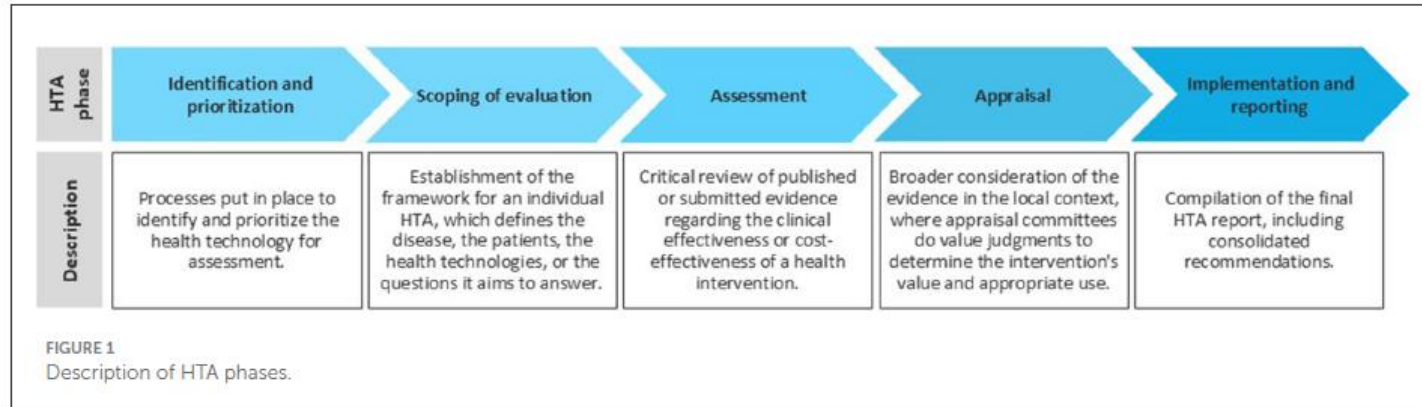 HTA
phase
Identification and
prioritization
Scoping of evaluation
Assessment
Appraisal
Implementation and
reporting
Description
Processes put in place to
identify and prioritize the
health technology for
assessment.
Establishment of the
framework for an individual
HTA, which defines the
disease, the patients, the
health technologies, or the
questions it aims to answer.
Critical review of published
or submitted evidence
regarding the clinical
effectiveness or cost-
effectiveness of a health
intervention.
Broader consideration of the
evidence in the local context,
where appraisal committees
do value judgments to
determine the intervention's
value and appropriate use.
Compilation of the final
HTA report, including
consolidated
recommendations.
FIGURE 1
Description of HTA phases.